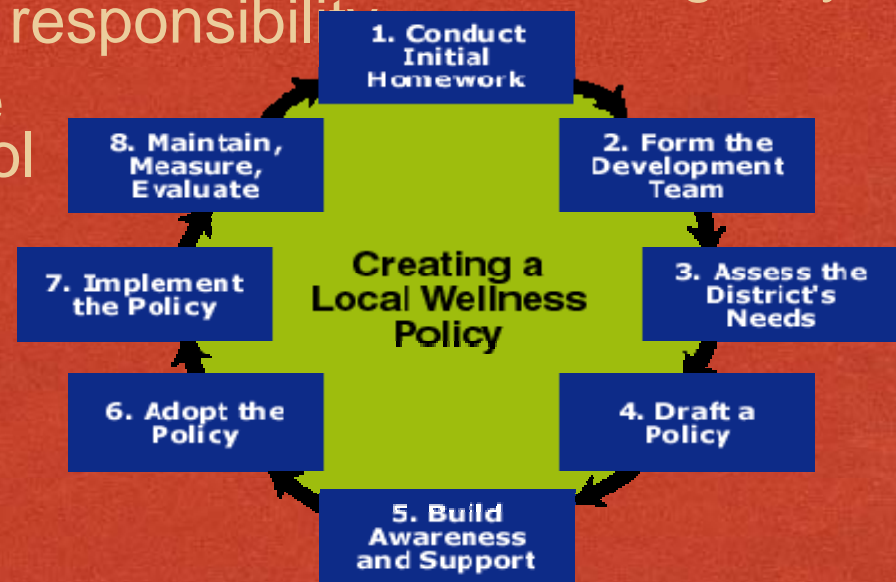 responsibility
1. Conduct
Initial
Homework
2. Form the
Development
Team
3. Assess the
District's
Needs
4. Draft a
Policy
5. Build
Awareness
and Support
6. Adopt the
Policy
7. Implement
the Policy
8. Maintain,
Measure,
Evaluate
Creating a
Local Wellness
Policy